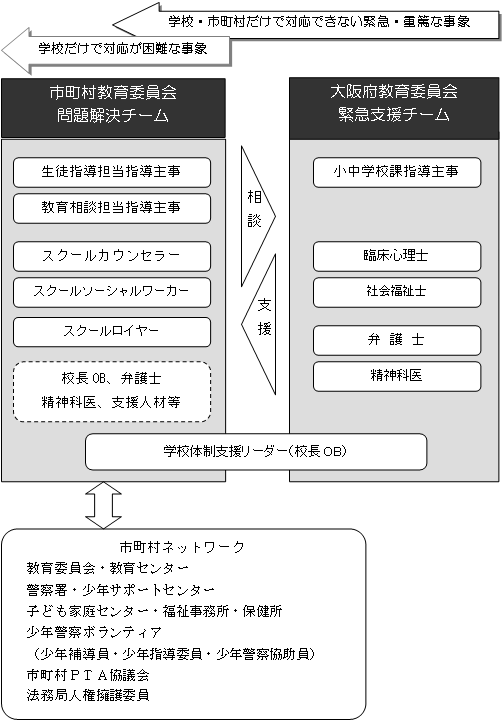 学校・市町村だけで対応できない緊急・重篤な事象
学校だけで対応が困難な事象
市町村教育委員会
問題解決チーム
生徒指導担当指導主事
教育相談担当指導主事
スクールカウンセラー
スクールソーシャルワーカー
スクールロイヤー
校長OB、弁護士
精神科医、支援人材等
相談
支援
大阪府教育委員会
緊急支援チーム
小中学校課指導主事
臨床心理士
社会福祉士
弁 護 士
精神科医
学校体制支援リーダー(校長OB)
市町村ネットワーク
教育委員会・教育センター
警察署・少年サポートセンター
子ども家庭センター・福祉事務所・保健所
少年警察ボランティア
（少年補導員・少年指導委員・少年警察協助員）
市町村ＰＴＡ協議会
法務局人権擁護委員